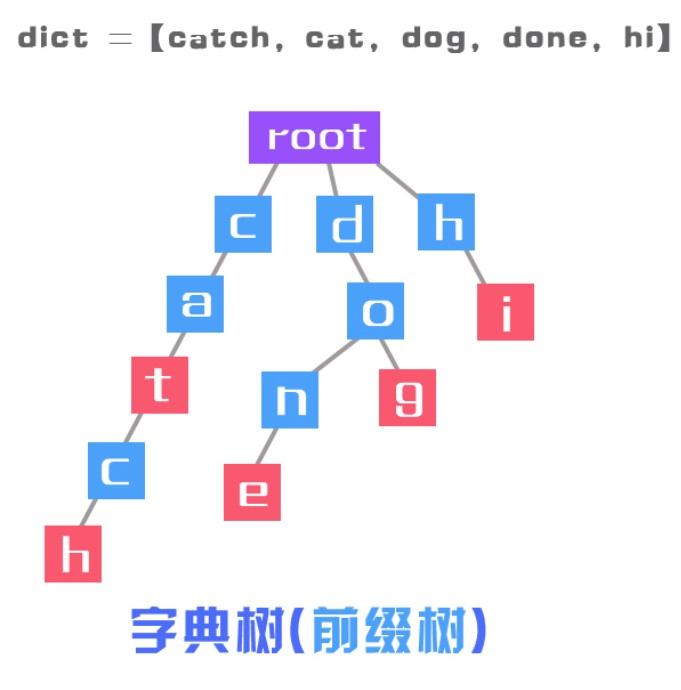 dict =【catch, cat, dog, done, hi】
root
c d h
a o i
t n g
c e
h
字典树(前缀树)